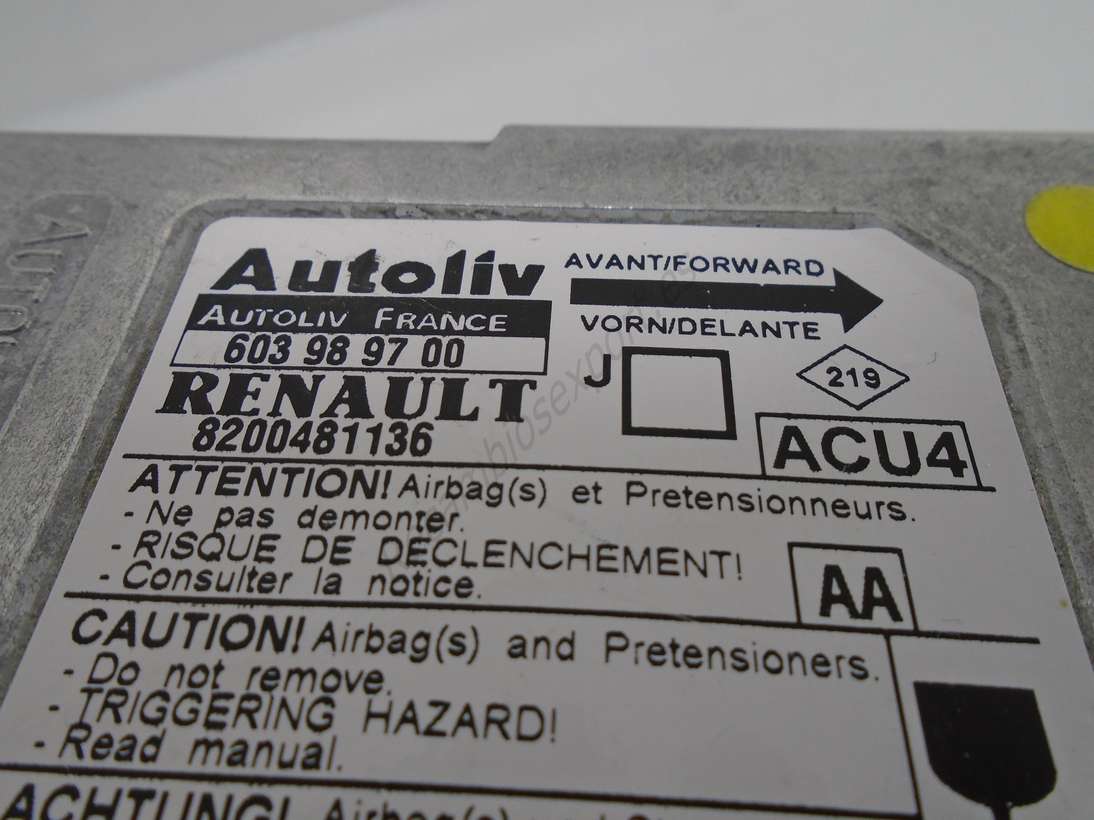 Autoliv
AUTOLIV FRANCE
603 98 97 00
RENAULT
8200481136
AVANT/FORWARD
VORN/DELANTE
J
219
ACU4
ATTENTION! Airbag(s) et Pretensionneurs.
- Ne pas demonter.
- RISQUE DE DECLENCHEMENT!
- Consulter la notice.
AA
CAUTION! Airbag(s) and Pretensioners.
- Do not remove.
- TRIGGERING HAZARD!
- Read manual.
ACHTUNG! Airbag(s)